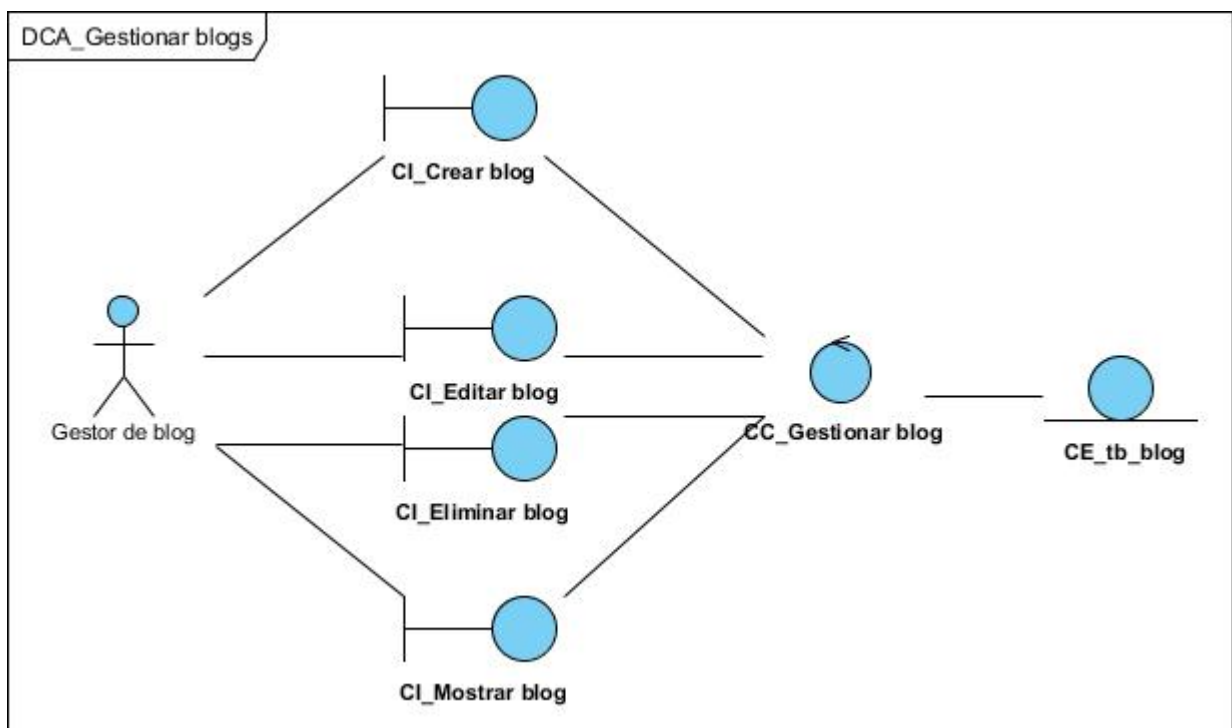 DCA_Gestionar blogs
CI_Crear blog
CI_Editar blog
Gestor de blog
CC_Gestionar blog
CE_tb_blog
CI_Eliminar blog
CI_Mostrar blog